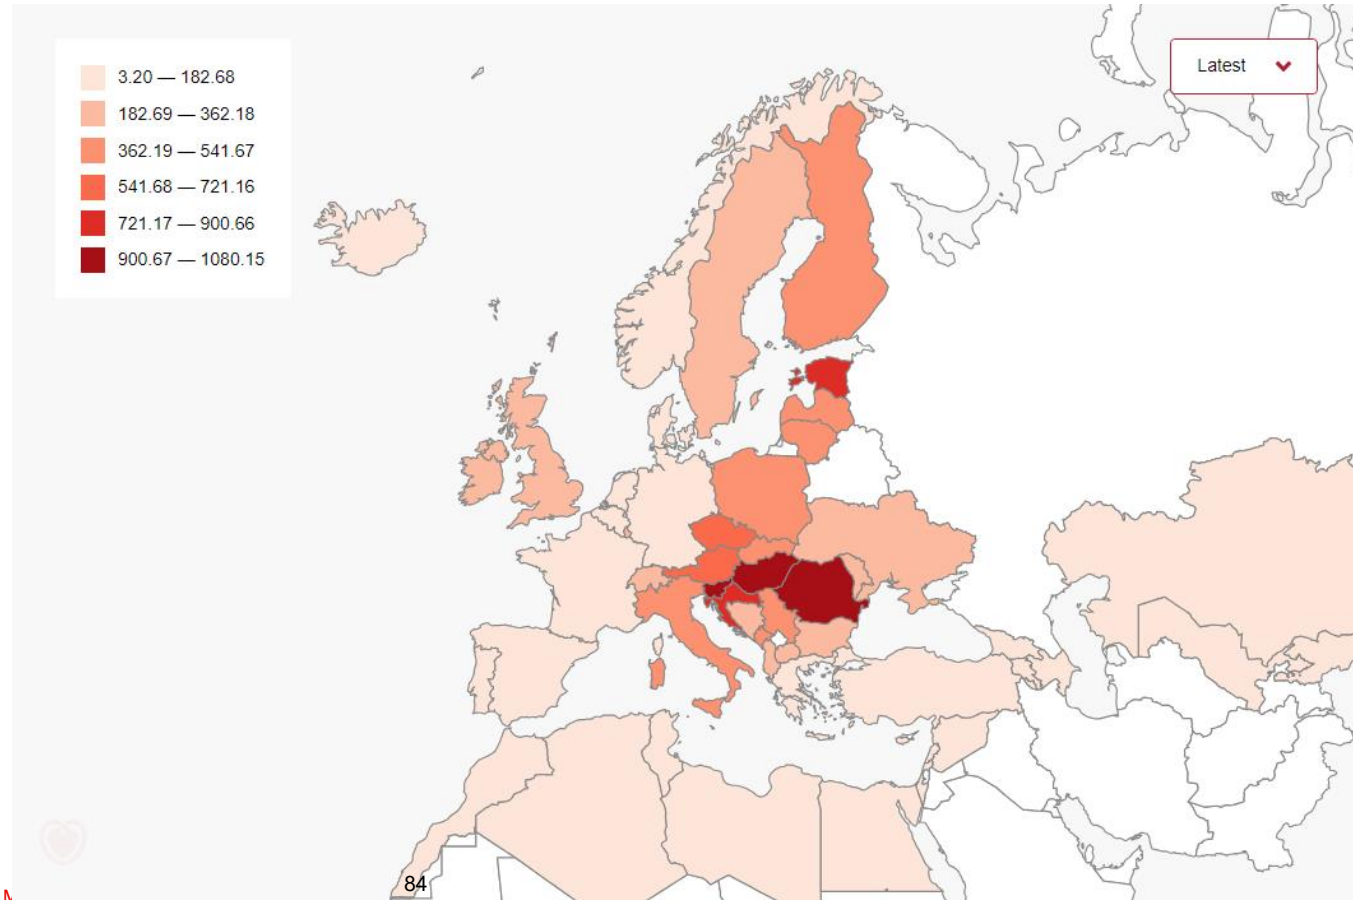 3.20 — 182.68
182.69 — 362.18
362.19 — 541.67
541.68 — 721.16
721.17 — 900.66
900.67 — 1080.15
Latest
84